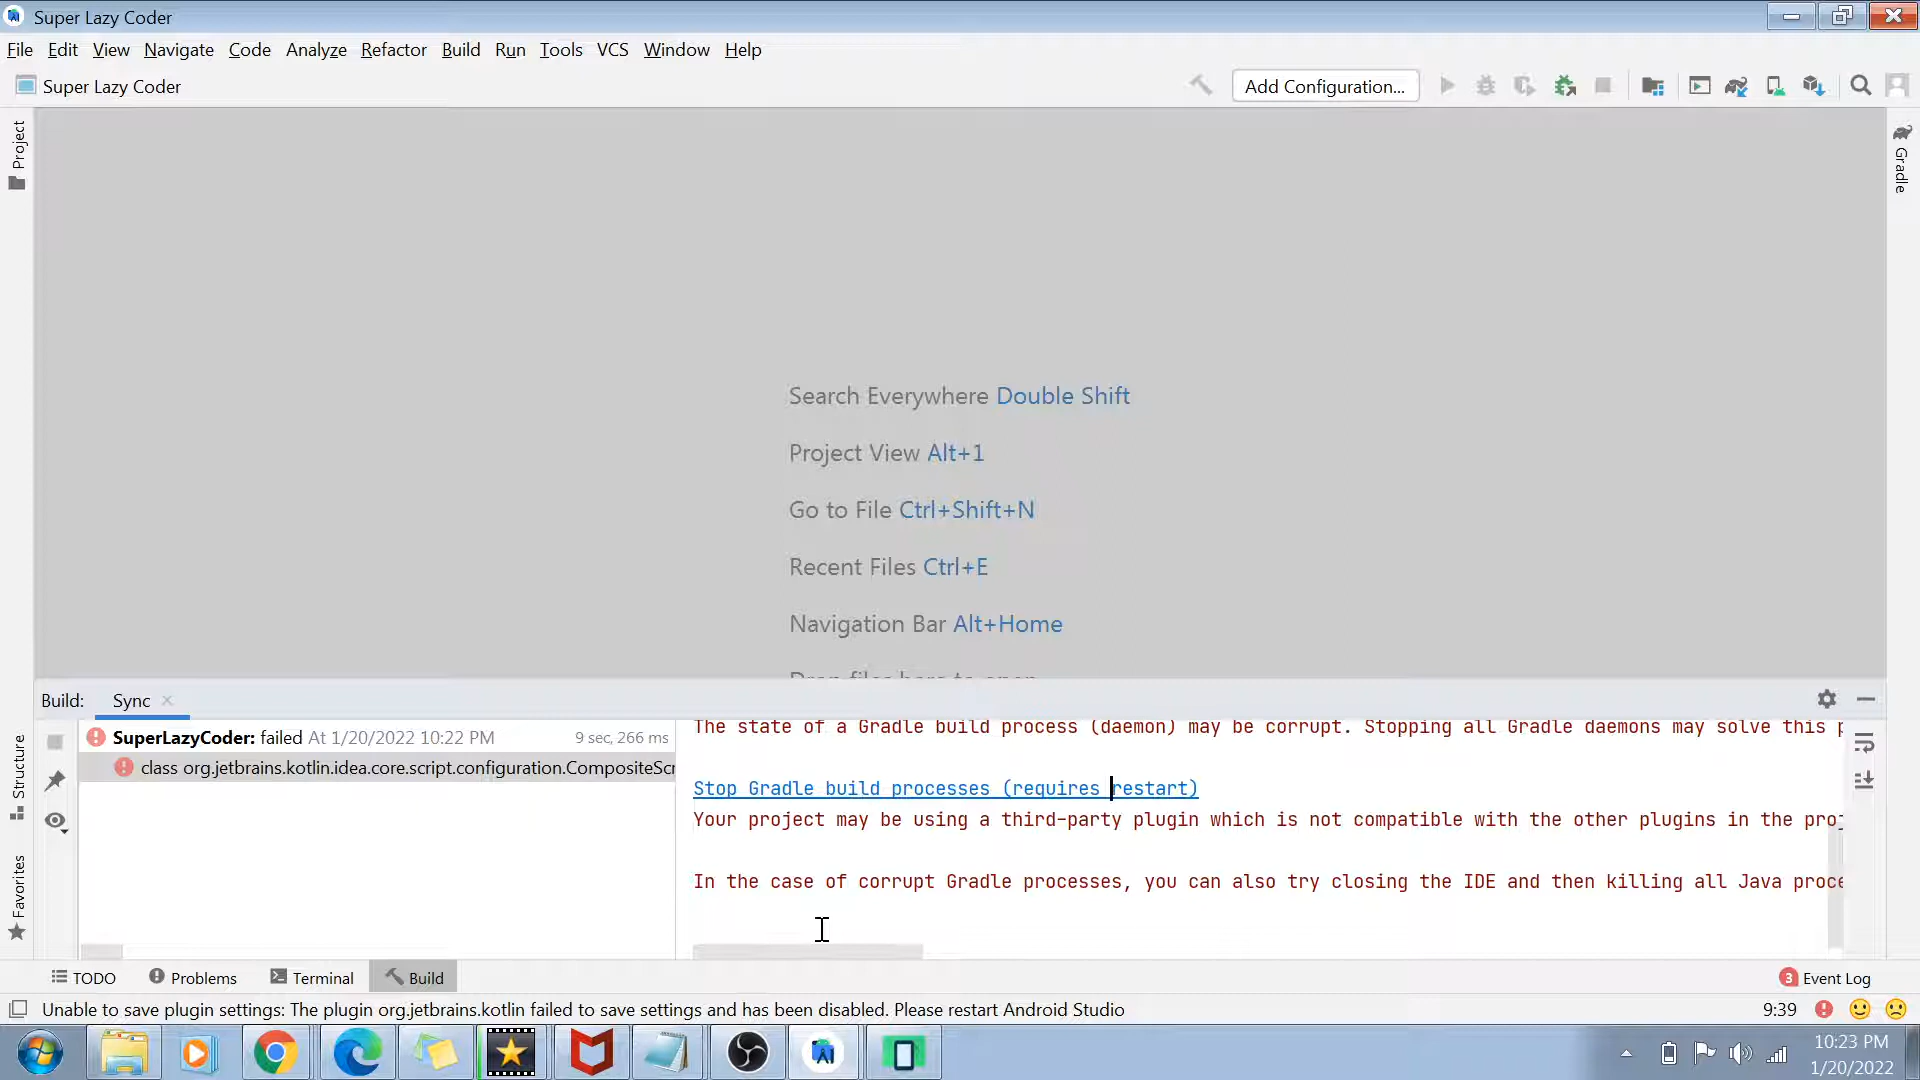 Super Lazy Coder
File Edit View Navigate Code Analyze Refactor Build Run Tools VCS Window Help
Super Lazy Coder
Add Configuration...
Project
Gradle
Search Everywhere Double Shift
Project View Alt+1
Go to File Ctrl+Shift+N
Recent Files Ctrl+E
Navigation Bar Alt+Home
Drop files here to open
Build: Sync
SuperLazyCoder: failed At 1/20/2022 10:22 PM 9 sec, 266 ms
class org.jetbrains.kotlin.idea.core.script.configuration.CompositeScr
The state of a Gradle build process (daemon) may be corrupt. Stopping all Gradle daemons may solve this p
Stop Gradle build processes (requires restart)
Your project may be using a third-party plugin which is not compatible with the other plugins in the proj
In the case of corrupt Gradle processes, you can also try closing the IDE and then killing all Java proce
Structure
Favorites
TODO Problems Terminal Build
3 Event Log
Unable to save plugin settings: The plugin org.jetbrains.kotlin failed to save settings and has been disabled. Please restart Android Studio
9:39
10:23 PM
1/20/2022